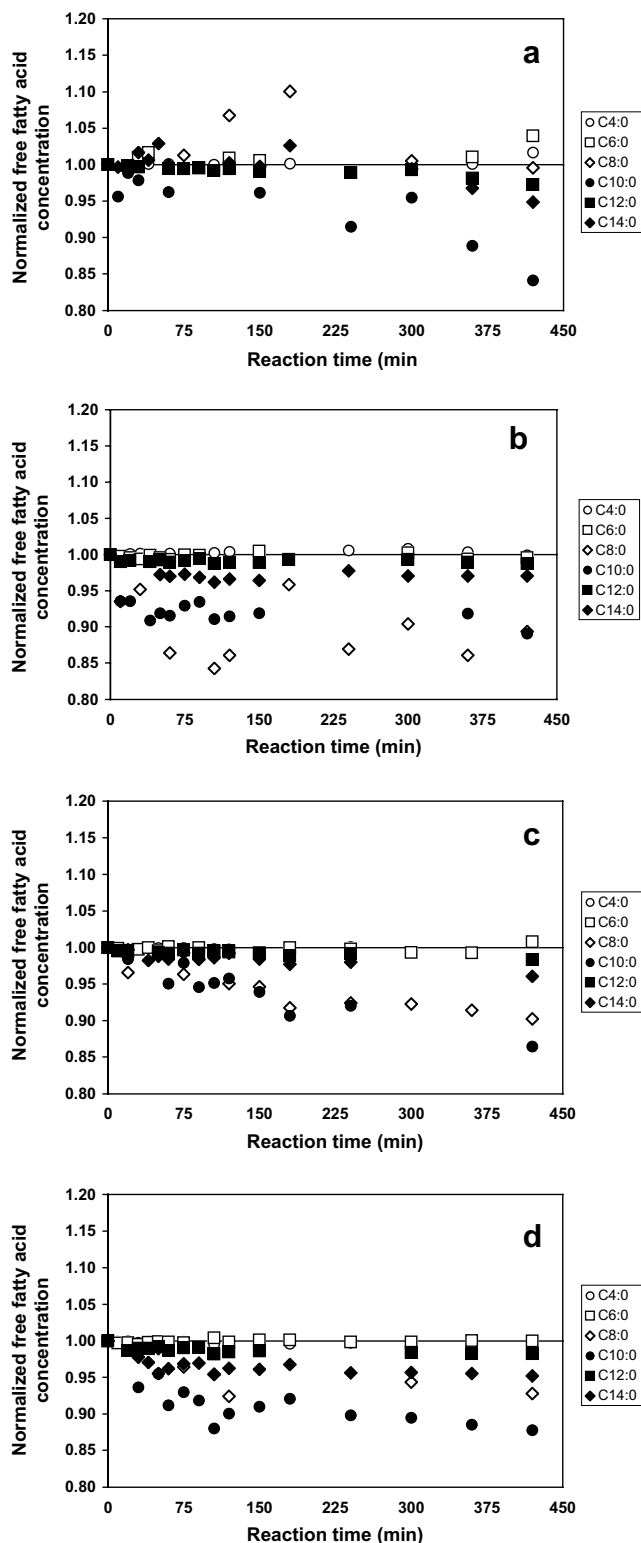 a
1.20
1.15
1.10
1.05
1.00
0.95
0.90
0.85
0.80
Normalized free fatty acid
concentration
0 75 150 225 300 375 450
Reaction time (min
C4:0
C6:0
C8:0
C10:0
C12:0
C14:0
b
1.20
1.15
1.10
1.05
1.00
0.95
0.90
0.85
0.80
Normalized free fatty acid
concentration
0 75 150 225 300 375 450
Reaction time (min)
C4:0
C6:0
C8:0
C10:0
C12:0
C14:0
c
1.20
1.15
1.10
1.05
1.00
0.95
0.90
0.85
0.80
Normalized free fatty acid
concentration
0 75 150 225 300 375 450
Reaction time (min)
C4:0
C6:0
C8:0
C10:0
C12:0
C14:0
d
1.20
1.15
1.10
1.05
1.00
0.95
0.90
0.85
0.80
Normalized free fatty acid
concentration
0 75 150 225 300 375 450
Reaction time (min)
C4:0
C6:0
C8:0
C10:0
C12:0
C14:0